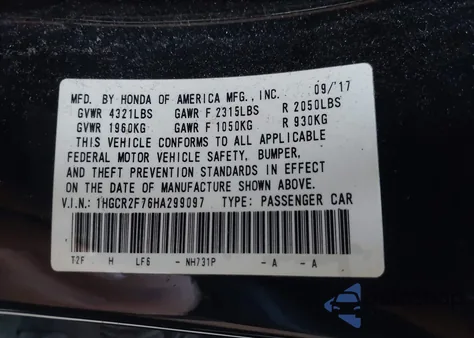 MFD. BY HONDA OF AMERICA MFG., INC. 09/'17
GVWR 4321LBS GAWR F 2315LBS R 2050LBS
GVWR 1960KG GAWR F 1050KG R 930KG
THIS VEHICLE CONFORMS TO ALL APPLICABLE
FEDERAL MOTOR VEHICLE SAFETY, BUMPER,
AND THEFT PREVENTION STANDARDS IN EFFECT
ON THE DATE OF MANUFACTURE SHOWN ABOVE.
V.I.N.: 1HGCR2F76HA299097 TYPE: PASSENGER CAR
T2F H LF6 - NH731P - A - A